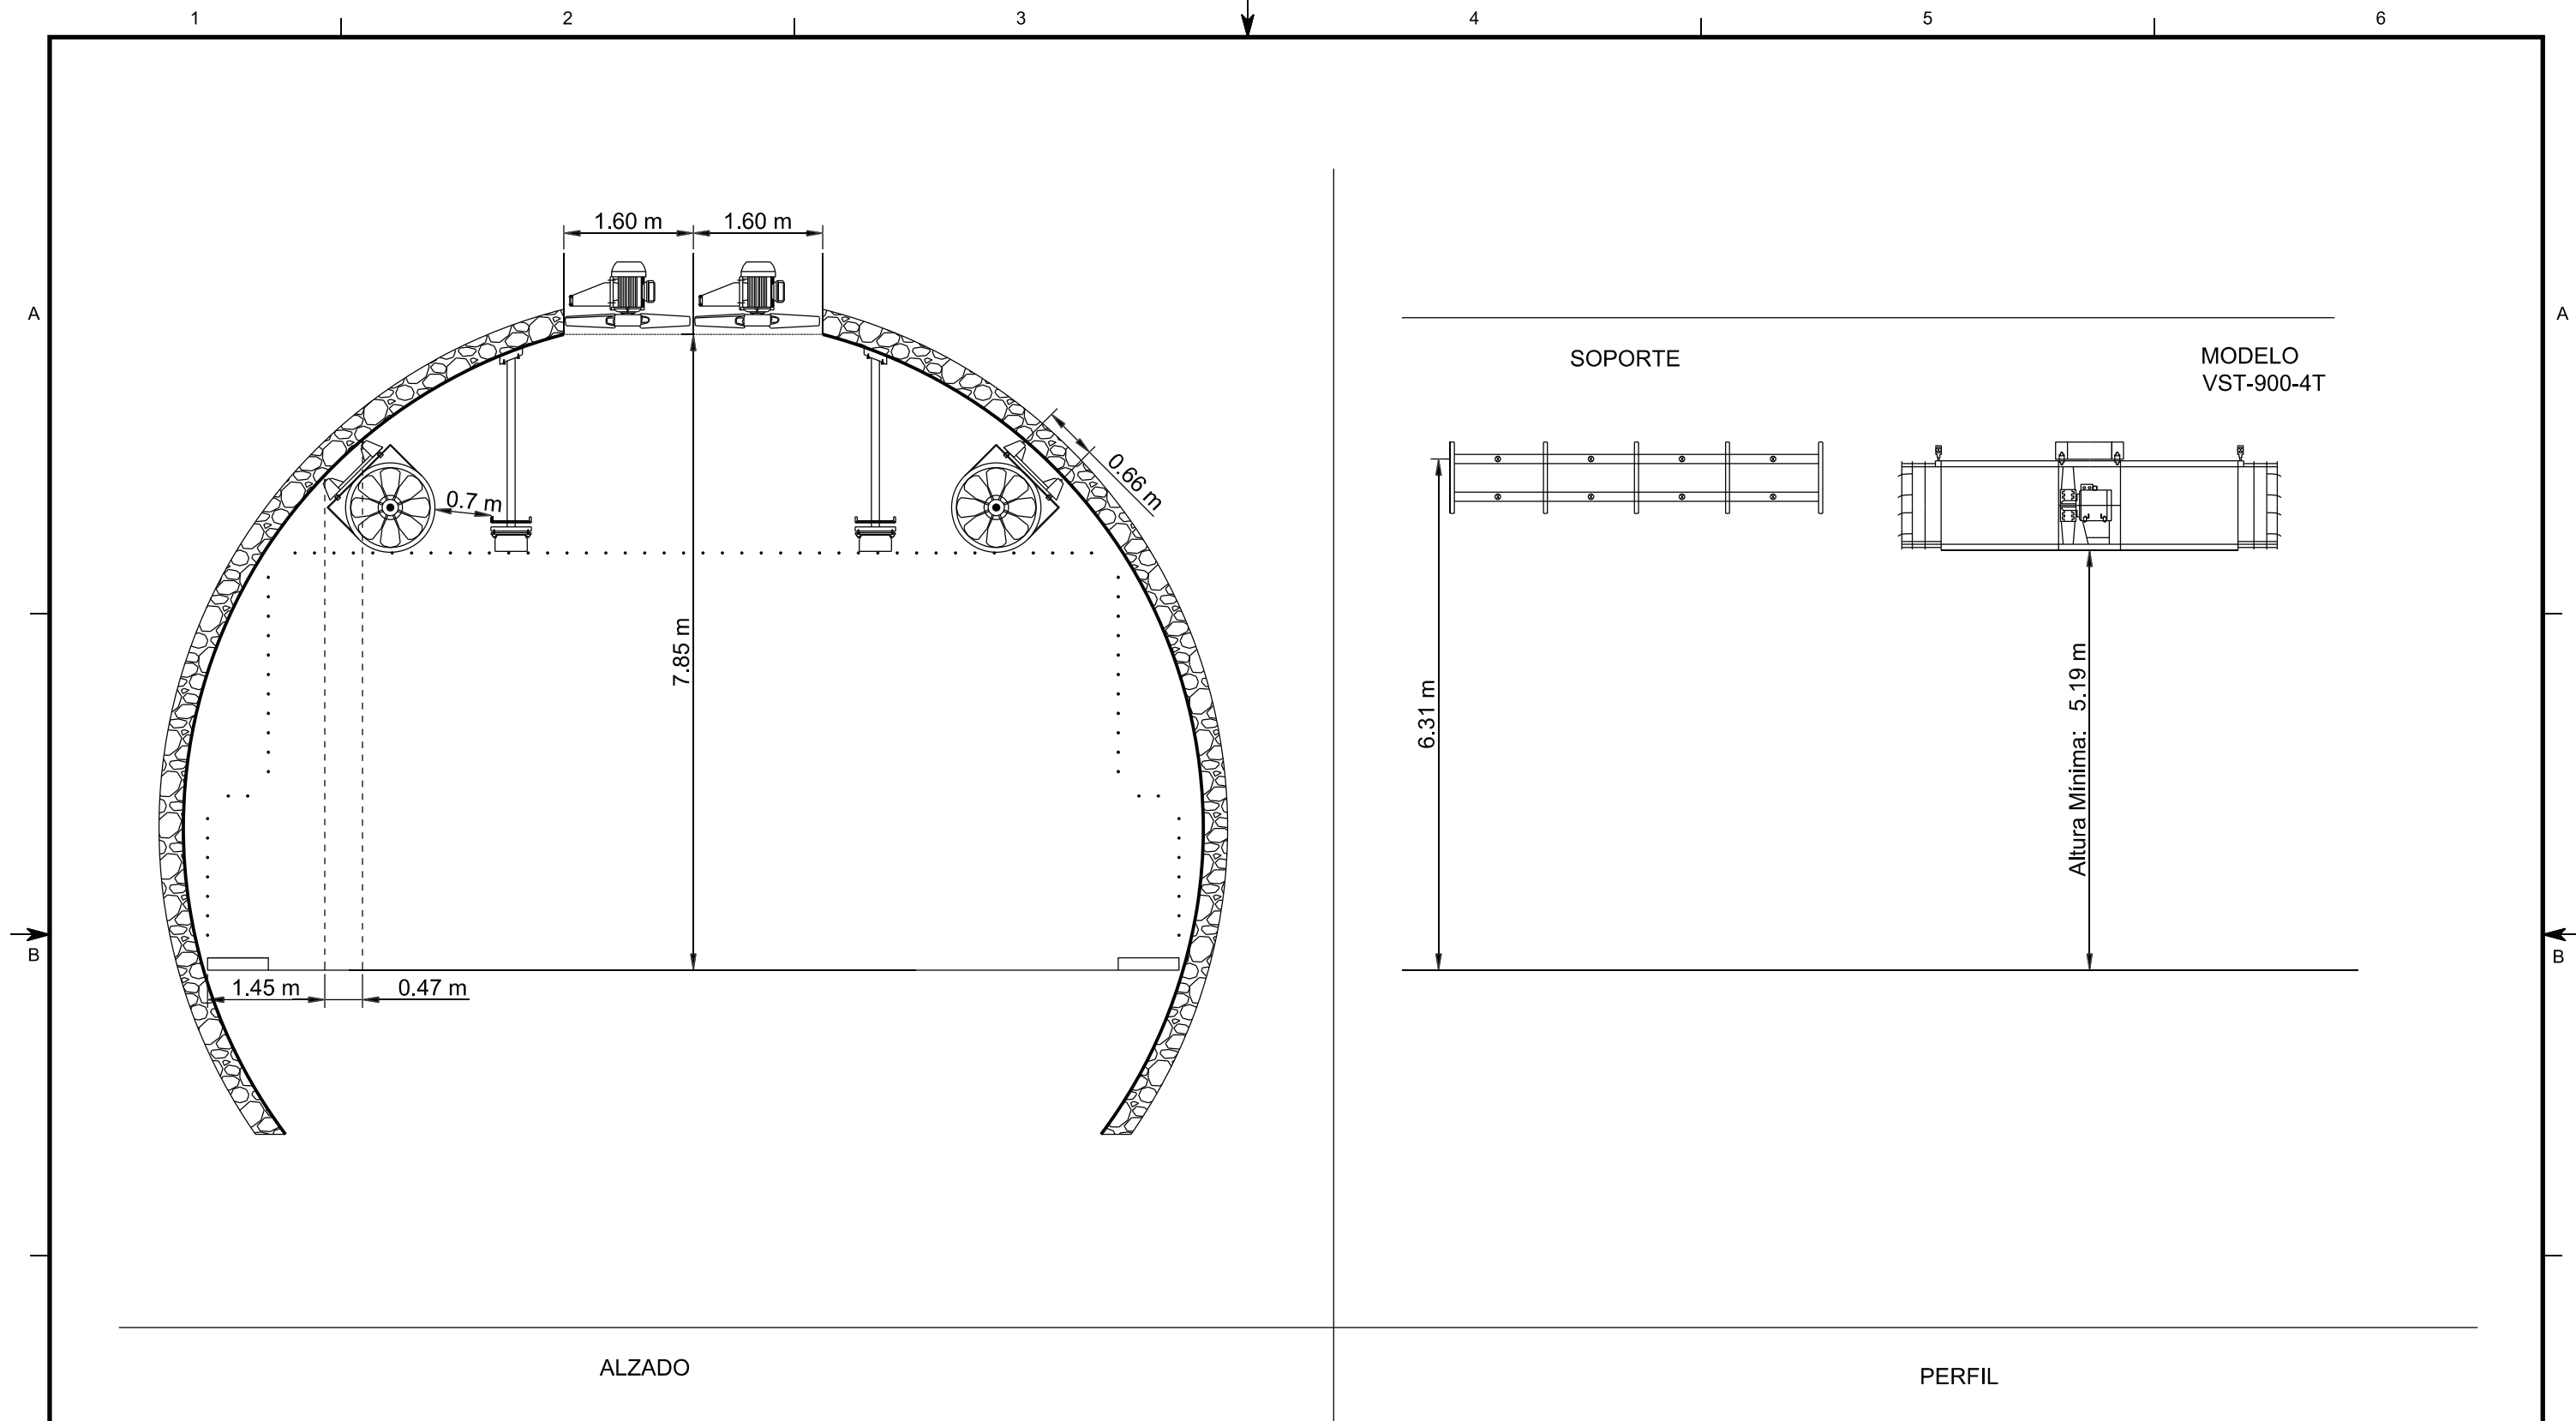 1 2 3 4 5 6
1.60 m 1.60 m
A A
SOPORTE
MODELO
VST-900-4T
0.66 m
0.7 m
7.85 m
6.31 m
Altura Mínima: 5.19 m
B B
1.45 m 0.47 m
ALZADO
PERFIL